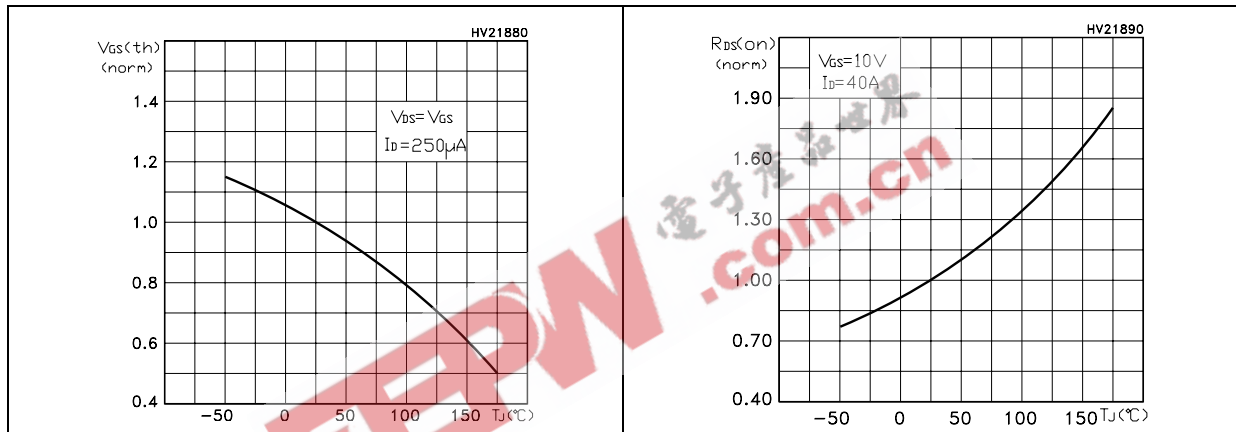 HV21880
VGS(th)
(norm)
VDS=VGS
ID=250μA
1.4
1.2
1.0
0.8
0.6
0.4
-50 0 50 100 150 TJ(°C)
HV21890
RDS(on)
(norm)
VGS=10V
ID=40A
1.90
1.60
1.30
1.00
0.70
0.40
-50 0 50 100 150 TJ(°C)
電子產品世界
EEPW
.com.cn